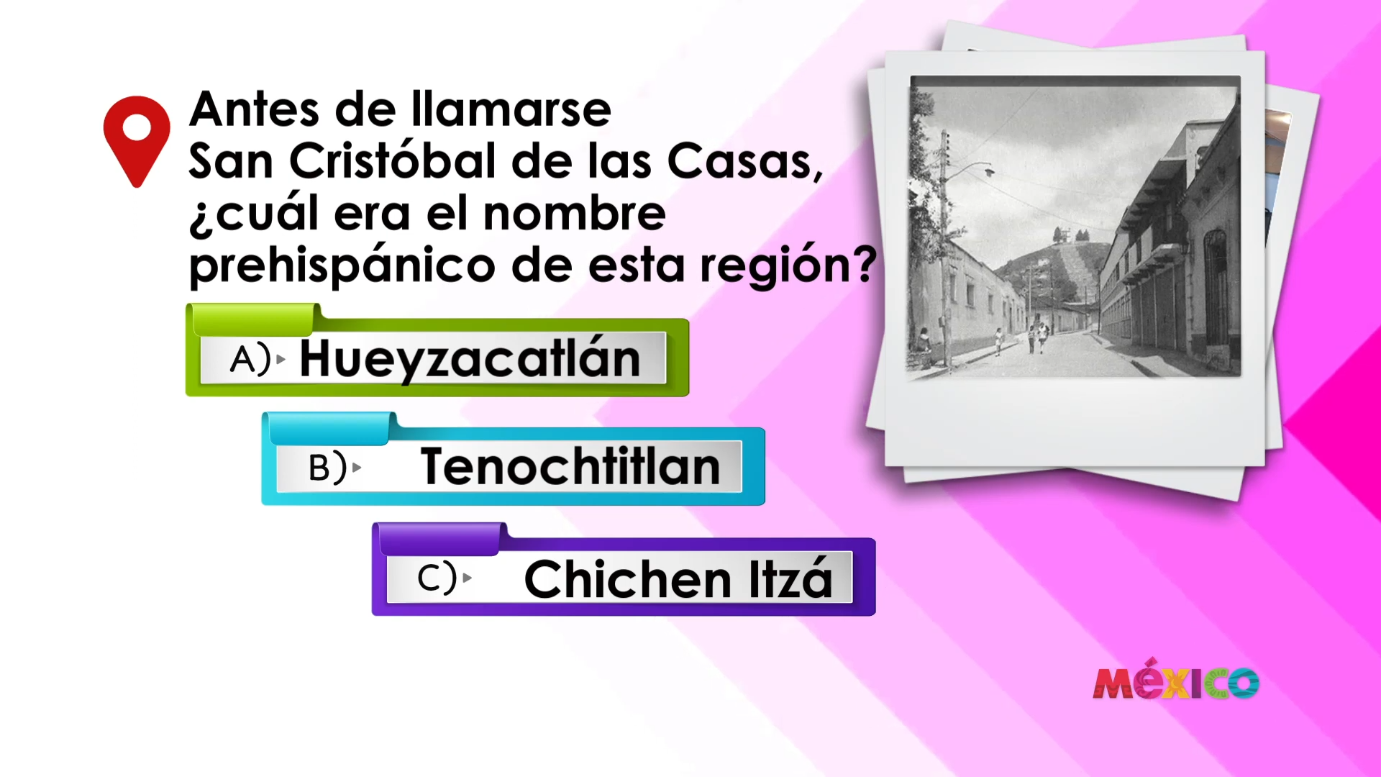 Antes de llamarse
San Cristóbal de las Casas,
¿cuál era el nombre
prehispánico de esta región?
A) Hueyzacatlán
B) Tenochtitlan
C) Chichen Itzá
MéXICO